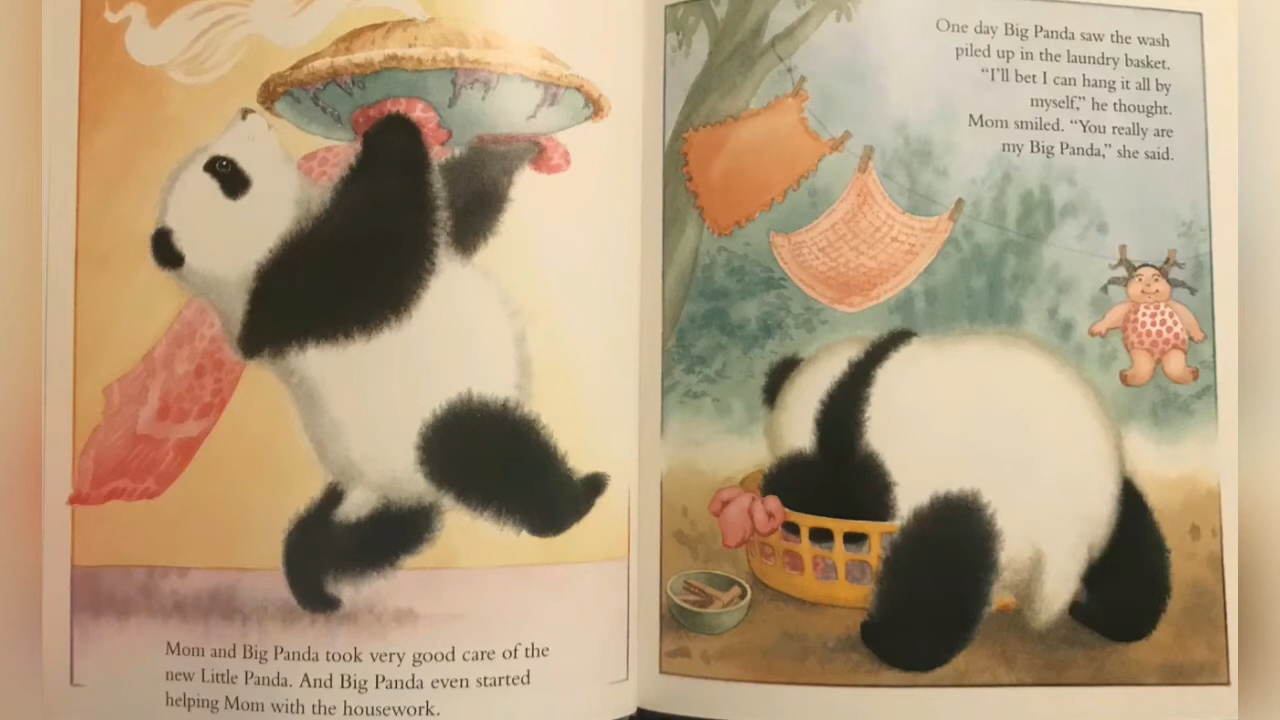 Mom and Big Panda took very good care of the
new Little Panda. And Big Panda even started
helping Mom with the housework.
One day Big Panda saw the wash
piled up in the laundry basket.
“I’ll bet I can hang it all by
myself,” he thought.
Mom smiled. “You really are
my Big Panda,” she said.